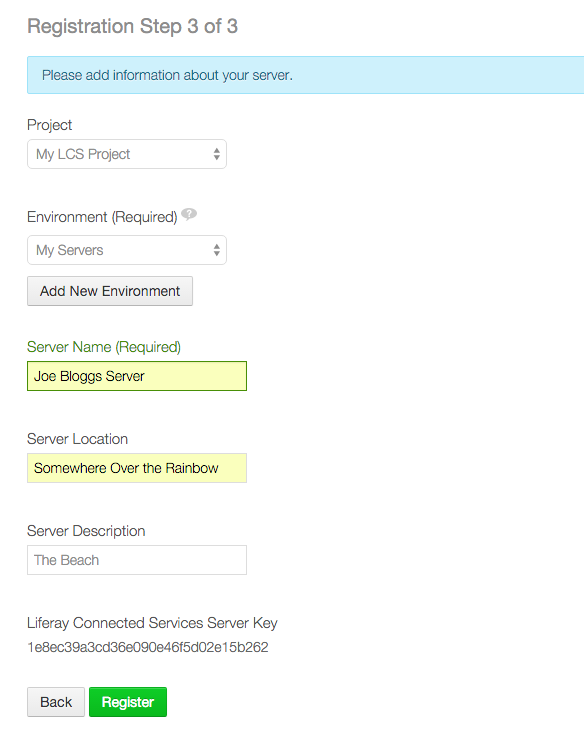 Registration Step 3 of 3
Please add information about your server.
Project
My LCS Project
Environment (Required)
My Servers
Add New Environment
Server Name (Required)
Joe Bloggs Server
Server Location
Somewhere Over the Rainbow
Server Description
The Beach
Liferay Connected Services Server Key
1e8ec39a3cd36e090e46f5d02e15b262
Back Register